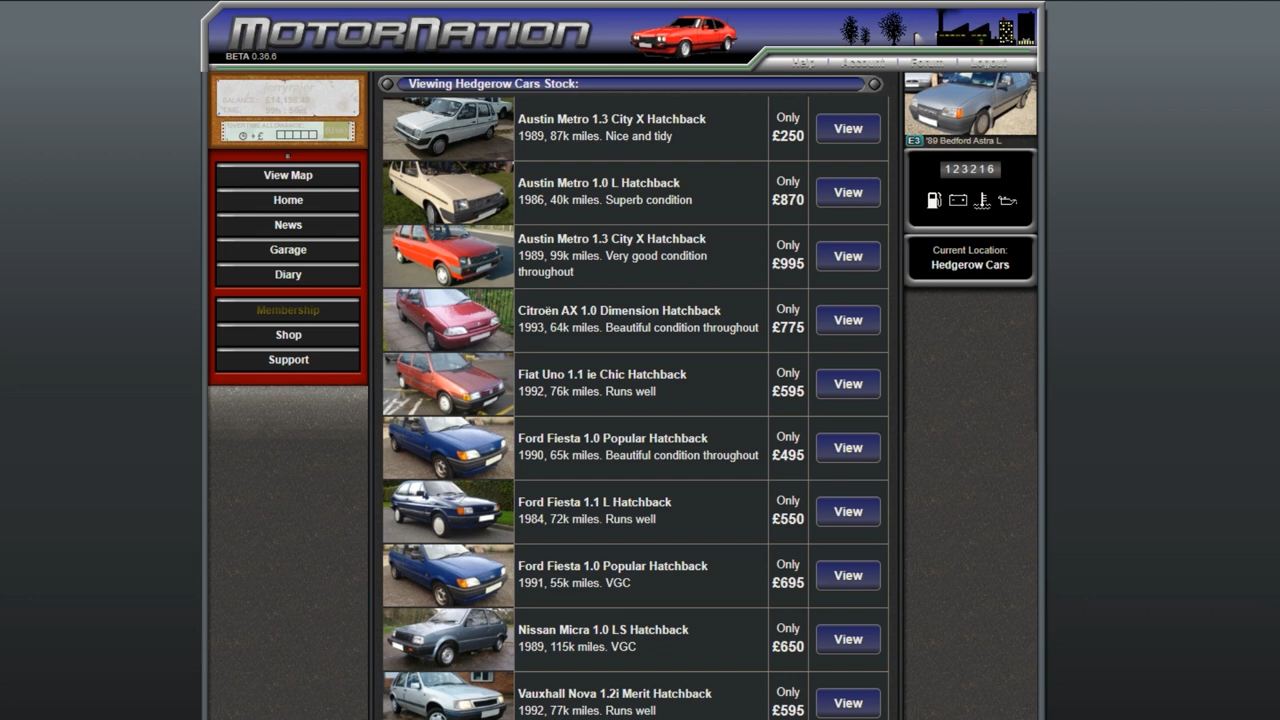 MotorNation
BETA 0.36.6
Help
Account
Forum
Logout
View Map
Home
News
Garage
Diary
Membership
Shop
Support
Viewing Hedgerow Cars Stock:
Austin Metro 1.3 City X Hatchback
1989, 87k miles. Nice and tidy
Only
£250
View
Austin Metro 1.0 L Hatchback
1986, 40k miles. Superb condition
Only
£870
View
Austin Metro 1.3 City X Hatchback
1989, 99k miles. Very good condition
throughout
Only
£995
View
Citroën AX 1.0 Dimension Hatchback
1993, 64k miles. Beautiful condition throughout
Only
£775
View
Fiat Uno 1.1 ie Chic Hatchback
1992, 76k miles. Runs well
Only
£595
View
Ford Fiesta 1.0 Popular Hatchback
1990, 65k miles. Beautiful condition throughout
Only
£495
View
Ford Fiesta 1.1 L Hatchback
1984, 72k miles. Runs well
Only
£550
View
Ford Fiesta 1.0 Popular Hatchback
1991, 55k miles. VGC
Only
£695
View
Nissan Micra 1.0 LS Hatchback
1989, 115k miles. VGC
Only
£650
View
Vauxhall Nova 1.2i Merit Hatchback
1992, 77k miles. Runs well
Only
£595
View
E3 '89 Bedford Astra L
123216
Current Location:
Hedgerow Cars